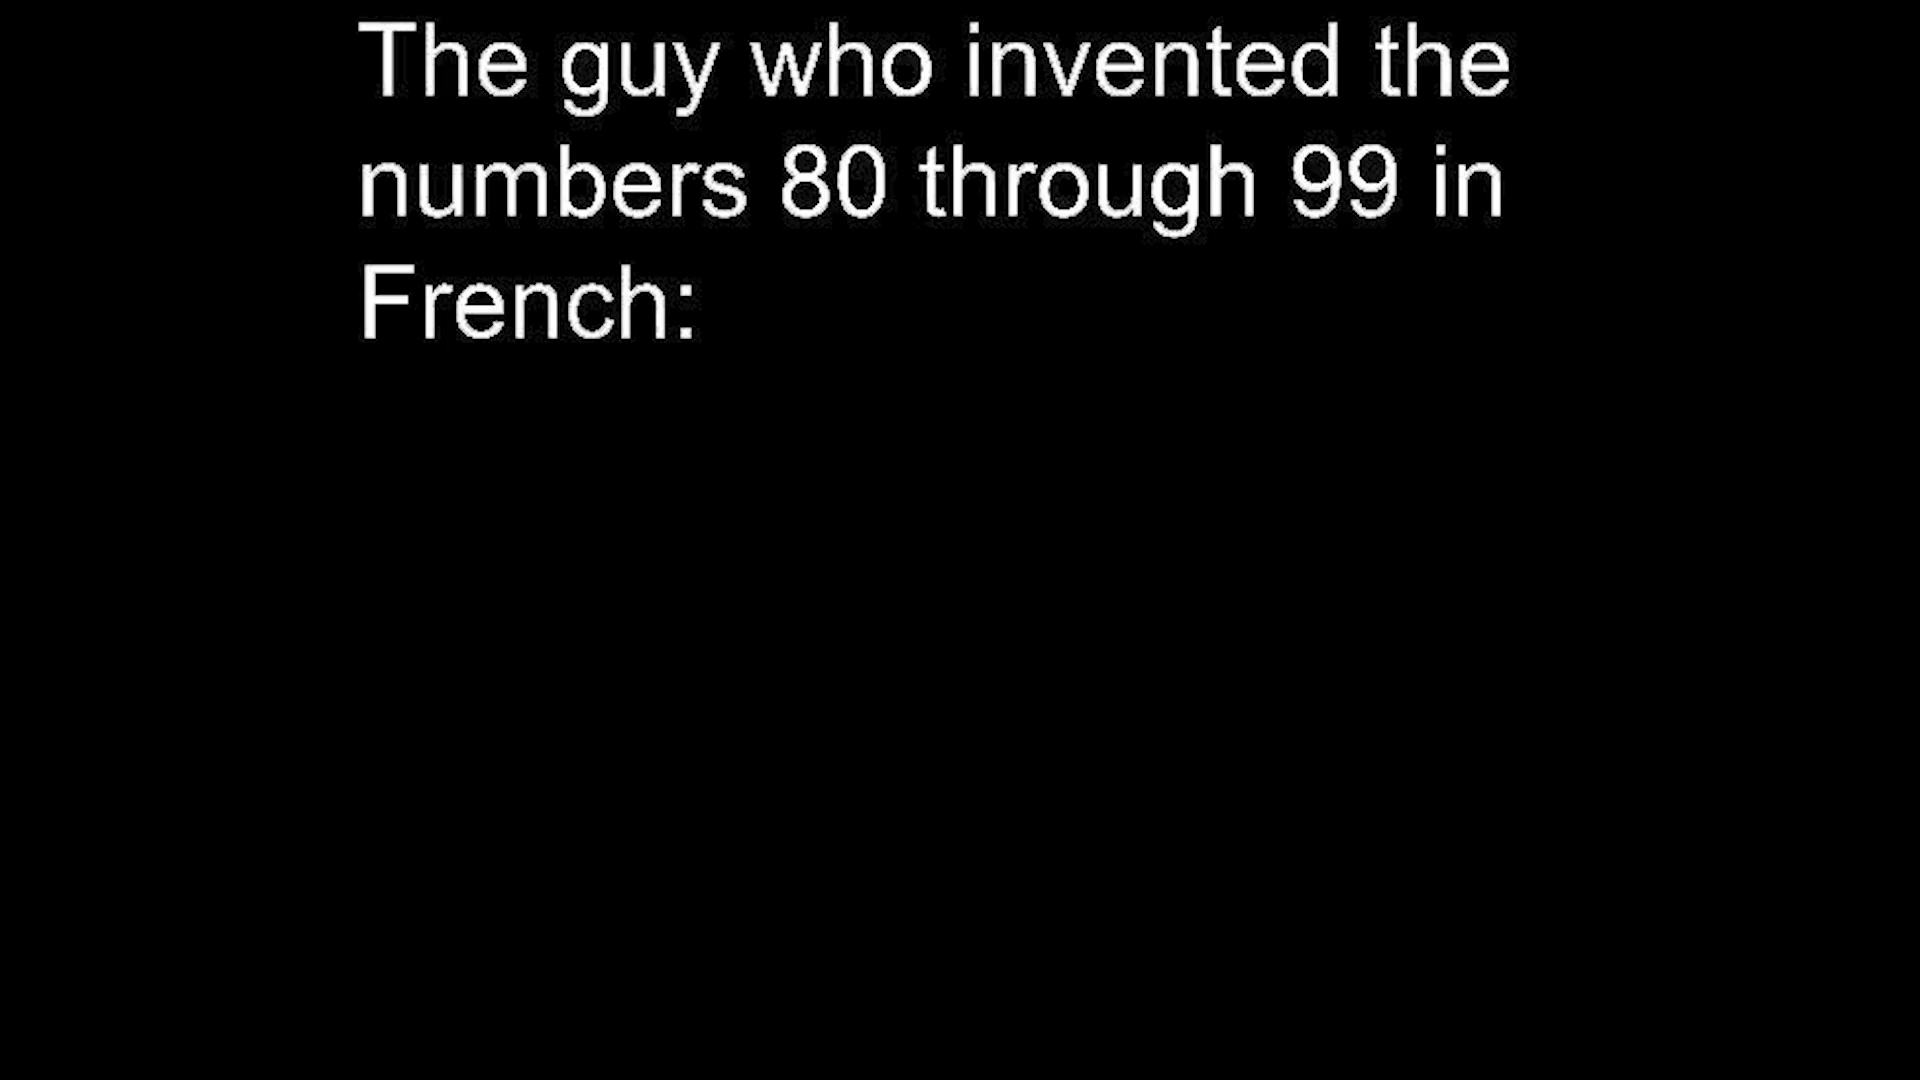 The guy who invented the
numbers 80 through 99 in
French: